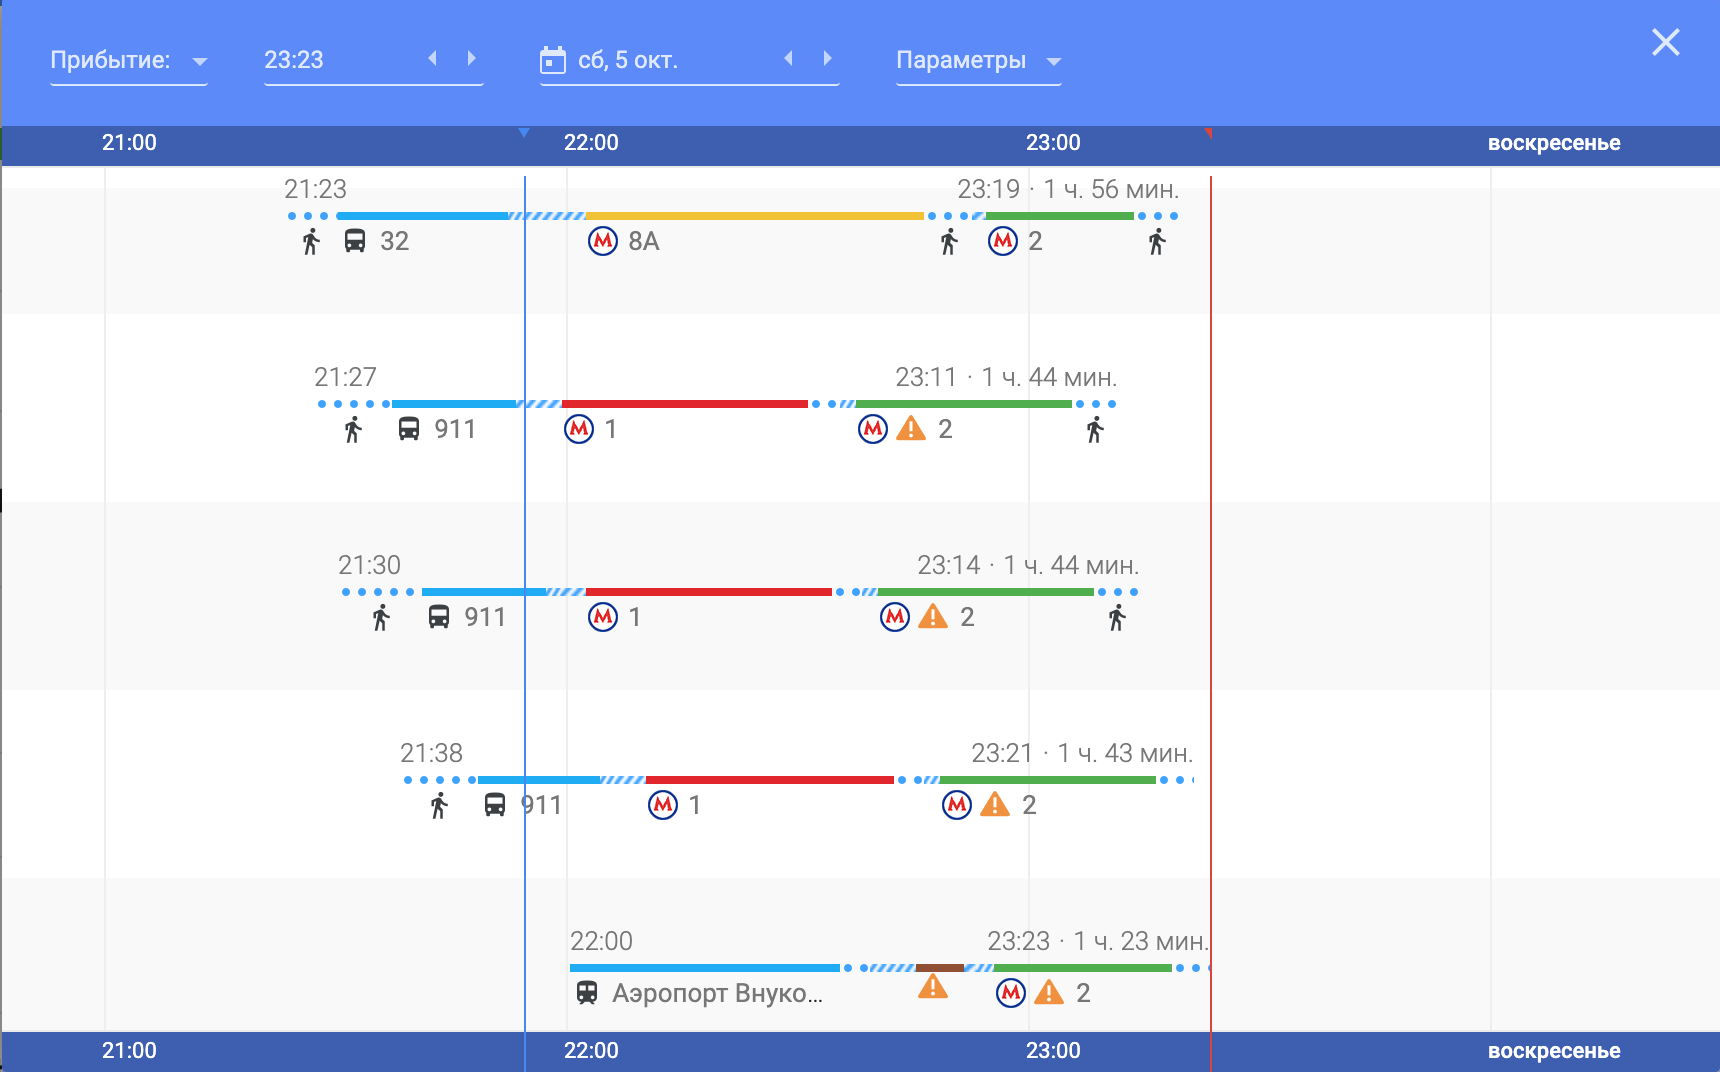 Прибытие: 23:23 сб, 5 окт. Параметры
21:00 22:00 23:00 воскресенье
21:23 23:19 · 1 ч. 56 мин.
32 М 8А М 2
21:27 23:11 · 1 ч. 44 мин.
911 М 1 М 2
21:30 23:14 · 1 ч. 44 мин.
911 М 1 М 2
21:38 23:21 · 1 ч. 43 мин.
911 М 1 М 2
22:00 23:23 · 1 ч. 23 мин.
Аэропорт Внуко... М 2
21:00 22:00 23:00 воскресенье